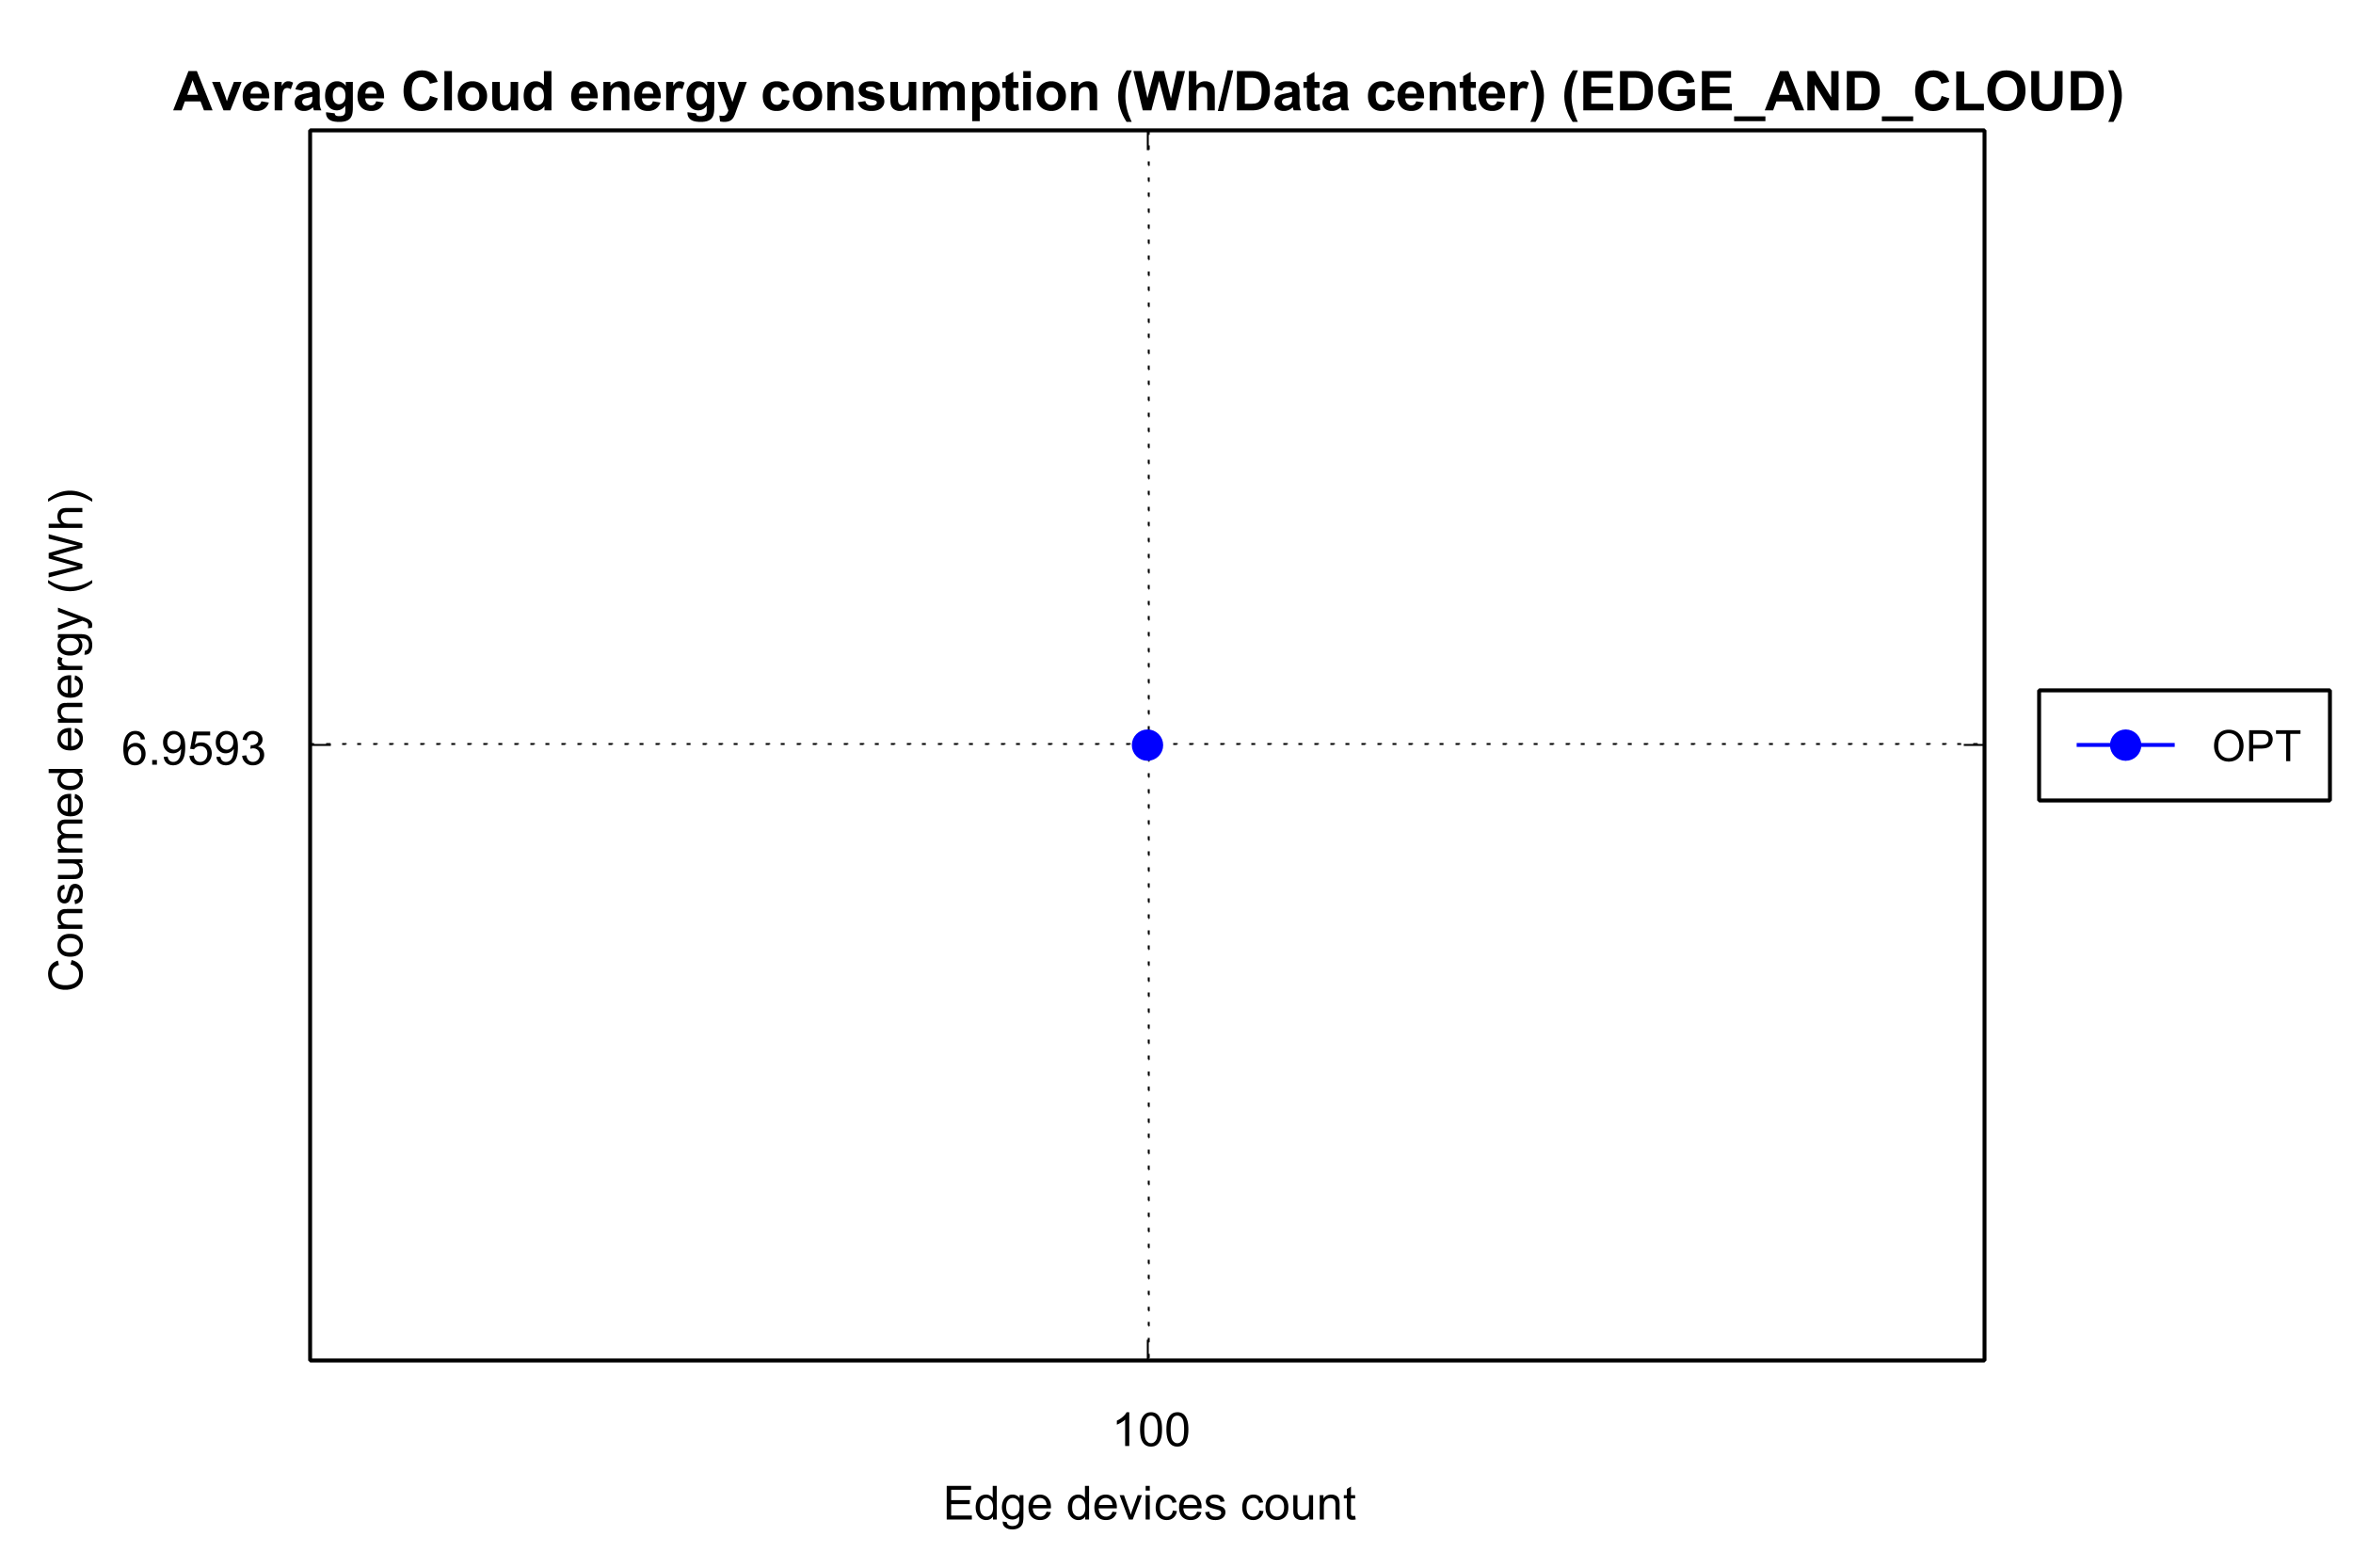 Average Cloud energy consumption (Wh/Data center) (EDGE_AND_CLOUD)
Consumed energy (Wh)
6.9593
OPT
100
Edge devices count